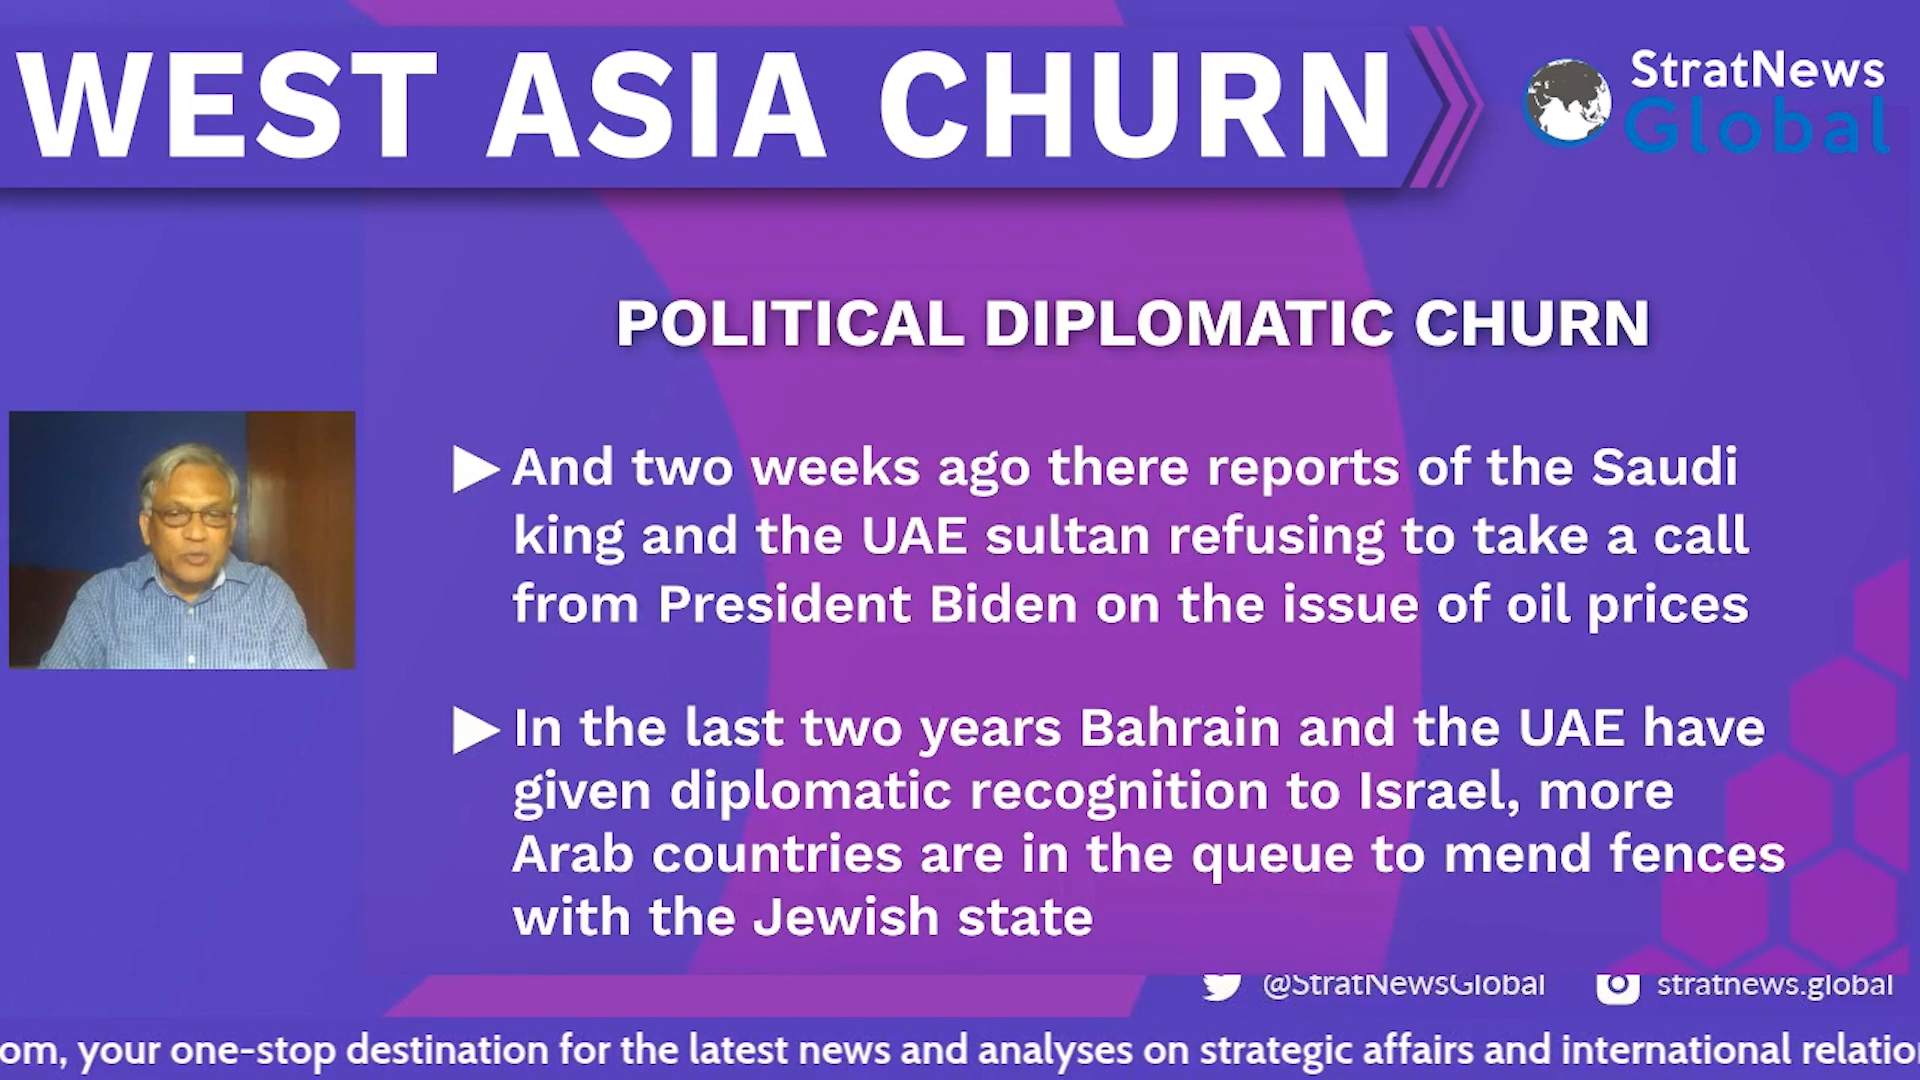 WEST ASIA CHURN
StratNews
Global
POLITICAL DIPLOMATIC CHURN
And two weeks ago there reports of the Saudi
king and the UAE sultan refusing to take a call
from President Biden on the issue of oil prices
In the last two years Bahrain and the UAE have
given diplomatic recognition to Israel, more
Arab countries are in the queue to mend fences
with the Jewish state
@StratNewsGlobal
stratnews.global
om, your one-stop destination for the latest news and analyses on strategic affairs and international relatio